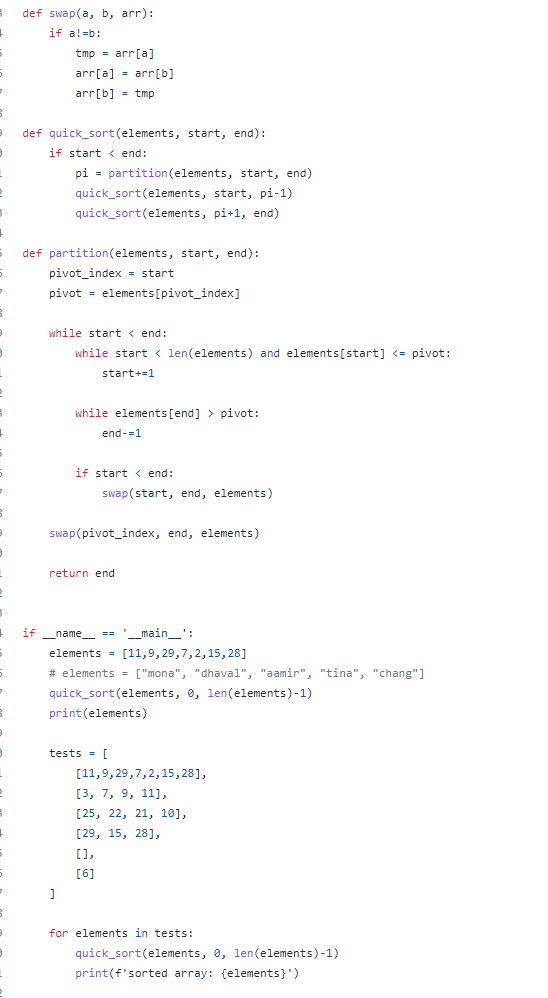 def swap(a, b, arr):
    if a!=b:
        tmp = arr[a]
        arr[a] = arr[b]
        arr[b] = tmp

def quick_sort(elements, start, end):
    if start < end:
        pi = partition(elements, start, end)
        quick_sort(elements, start, pi-1)
        quick_sort(elements, pi+1, end)

def partition(elements, start, end):
    pivot_index = start
    pivot = elements[pivot_index]

    while start < end:
        while start < len(elements) and elements[start] <= pivot:
            start+=1

        while elements[end] > pivot:
            end-=1

        if start < end:
            swap(start, end, elements)

    swap(pivot_index, end, elements)

    return end


if __name__ == '__main__':
    elements = [11,9,29,7,2,15,28]
    # elements = ["mona", "dhaval", "aamir", "tina", "chang"]
    quick_sort(elements, 0, len(elements)-1)
    print(elements)

    tests = [
        [11,9,29,7,2,15,28],
        [3, 7, 9, 11],
        [25, 22, 21, 10],
        [29, 15, 28],
        [],
        [6]
    ]

    for elements in tests:
        quick_sort(elements, 0, len(elements)-1)
        print(f'sorted array: {elements}')